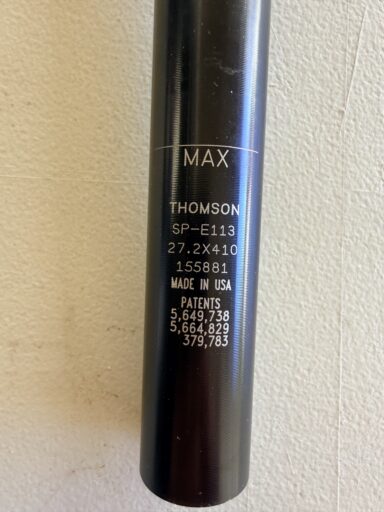 MAX
THOMSON
SP-E113
27.2X410
155881
MADE IN USA
PATENTS
5,649,738
5,664,829
379,783